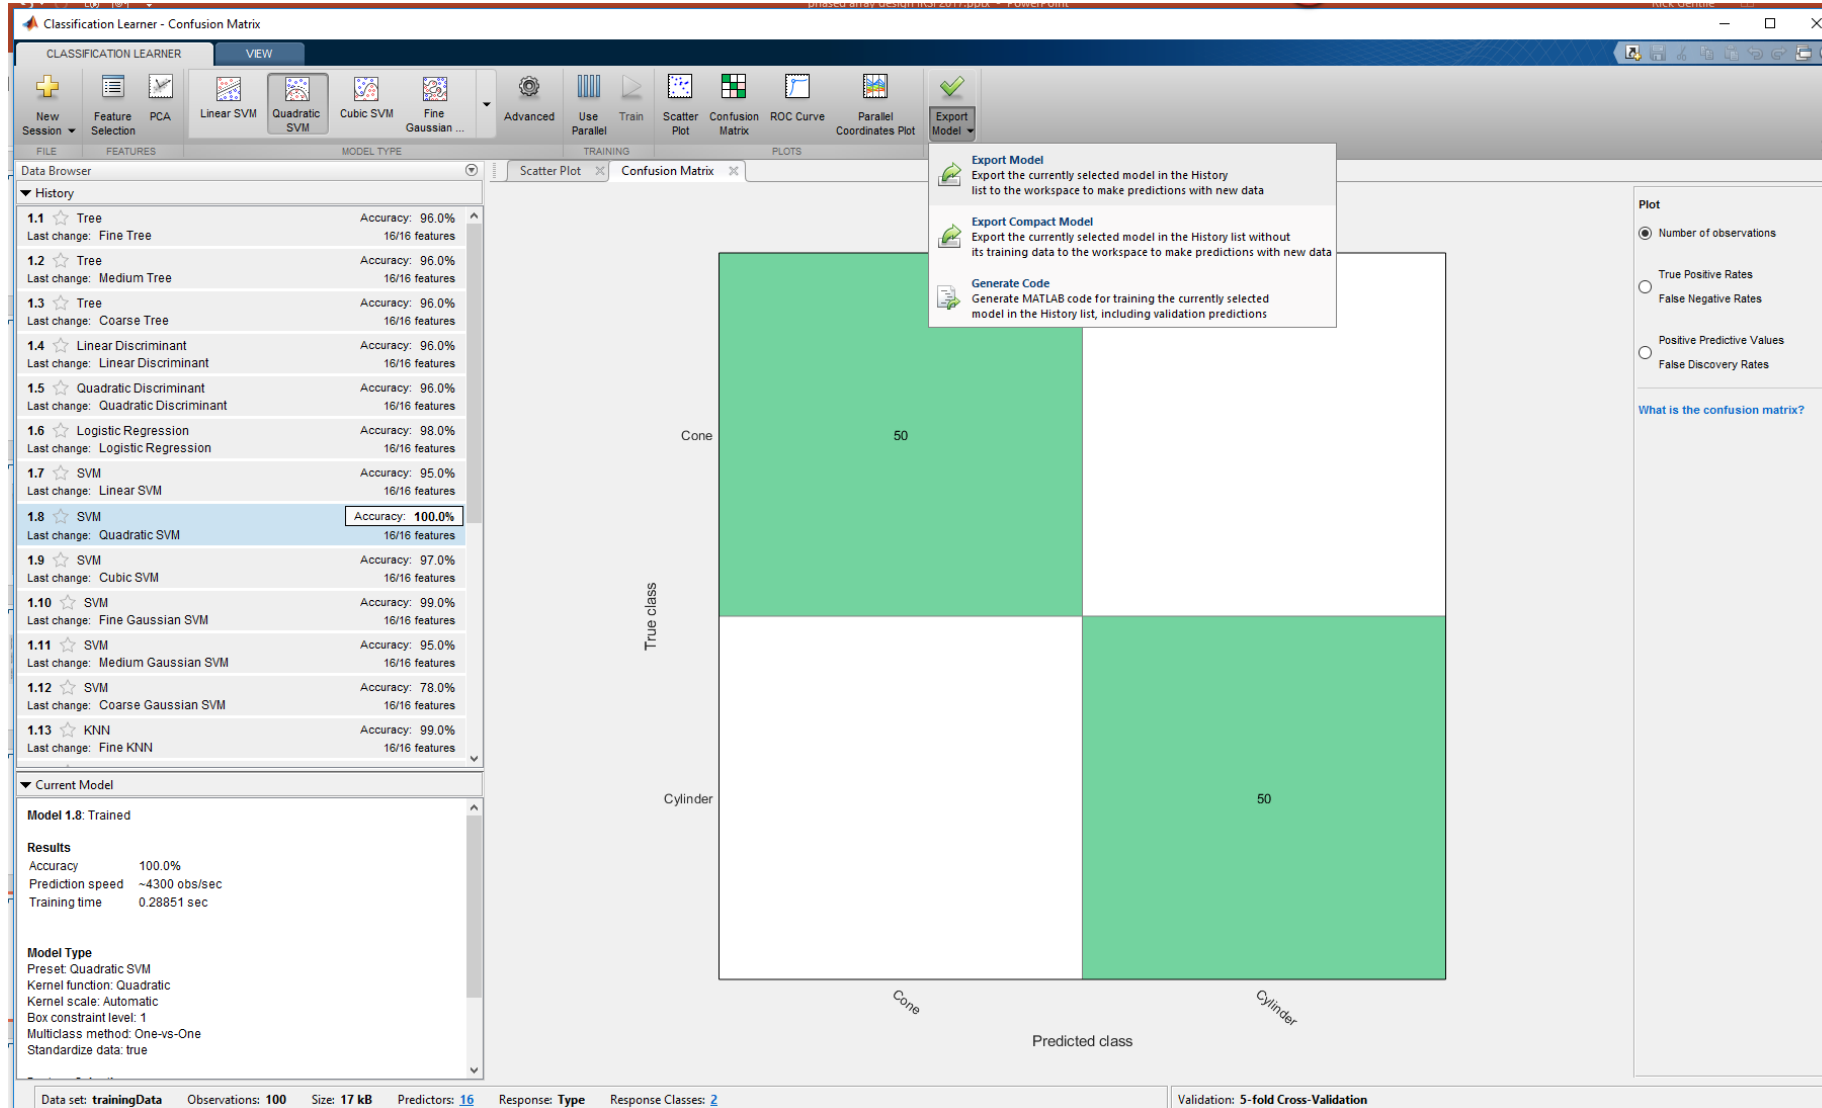 phased array design iRSI 2017.pptx - PowerPoint
Rick Gentile
Classification Learner - Confusion Matrix
CLASSIFICATION LEARNER
VIEW
New Session
Feature Selection
PCA
Linear SVM
Quadratic SVM
Cubic SVM
Fine Gaussian ...
Advanced
Use Parallel
Train
Scatter Plot
Confusion Matrix
ROC Curve
Parallel Coordinates Plot
Export Model
FILE
FEATURES
MODEL TYPE
TRAINING
PLOTS
Export Model
Export the currently selected model in the History
list to the workspace to make predictions with new data
Export Compact Model
Export the currently selected model in the History list without
its training data to the workspace to make predictions with new data
Generate Code
Generate MATLAB code for training the currently selected
model in the History list, including validation predictions
Data Browser
History
1.1 Tree Accuracy: 96.0%
Last change: Fine Tree 16/16 features
1.2 Tree Accuracy: 96.0%
Last change: Medium Tree 16/16 features
1.3 Tree Accuracy: 96.0%
Last change: Coarse Tree 16/16 features
1.4 Linear Discriminant Accuracy: 96.0%
Last change: Linear Discriminant 16/16 features
1.5 Quadratic Discriminant Accuracy: 96.0%
Last change: Quadratic Discriminant 16/16 features
1.6 Logistic Regression Accuracy: 98.0%
Last change: Logistic Regression 16/16 features
1.7 SVM Accuracy: 95.0%
Last change: Linear SVM 16/16 features
1.8 SVM Accuracy: 100.0%
Last change: Quadratic SVM 16/16 features
1.9 SVM Accuracy: 97.0%
Last change: Cubic SVM 16/16 features
1.10 SVM Accuracy: 99.0%
Last change: Fine Gaussian SVM 16/16 features
1.11 SVM Accuracy: 95.0%
Last change: Medium Gaussian SVM 16/16 features
1.12 SVM Accuracy: 78.0%
Last change: Coarse Gaussian SVM 16/16 features
1.13 KNN Accuracy: 99.0%
Last change: Fine KNN 16/16 features
Current Model
Model 1.8: Trained
Results
Accuracy 100.0%
Prediction speed ~4300 obs/sec
Training time 0.28851 sec
Model Type
Preset: Quadratic SVM
Kernel function: Quadratic
Kernel scale: Automatic
Box constraint level: 1
Multiclass method: One-vs-One
Standardize data: true
Scatter Plot
Confusion Matrix
Cone
50
True class
Cylinder
50
Cone
Cylinder
Predicted class
Plot
Number of observations
True Positive Rates
False Negative Rates
Positive Predictive Values
False Discovery Rates
What is the confusion matrix?
Data set: trainingData Observations: 100 Size: 17 kB Predictors: 16 Response: Type Response Classes: 2
Validation: 5-fold Cross-Validation